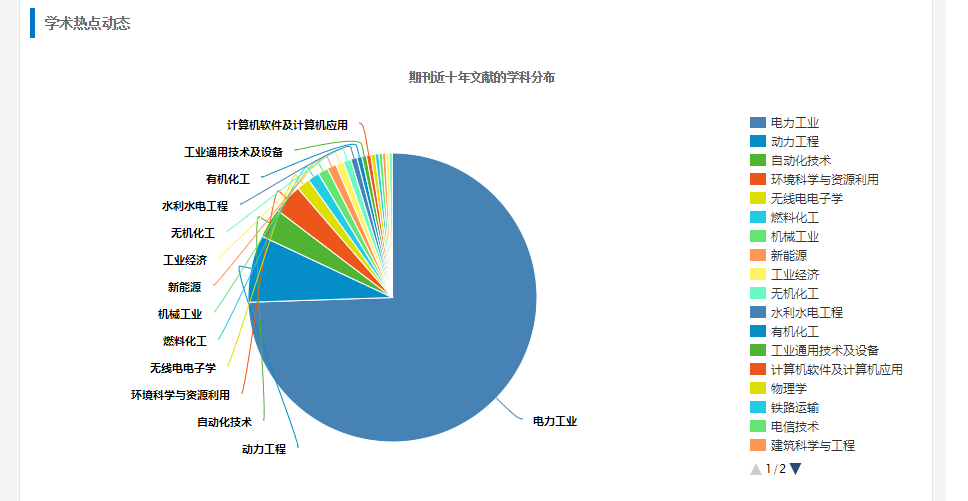 学术热点动态
期刊近十年文献的学科分布
计算机软件及计算机应用
工业通用技术及设备
有机化工
水利水电工程
无机化工
工业经济
新能源
机械工业
燃料化工
无线电电子学
环境科学与资源利用
自动化技术
动力工程
电力工业
电力工业
动力工程
自动化技术
环境科学与资源利用
无线电电子学
燃料化工
机械工业
新能源
工业经济
无机化工
水利水电工程
有机化工
工业通用技术及设备
计算机软件及计算机应用
物理学
铁路运输
电信技术
建筑科学与工程
1/2